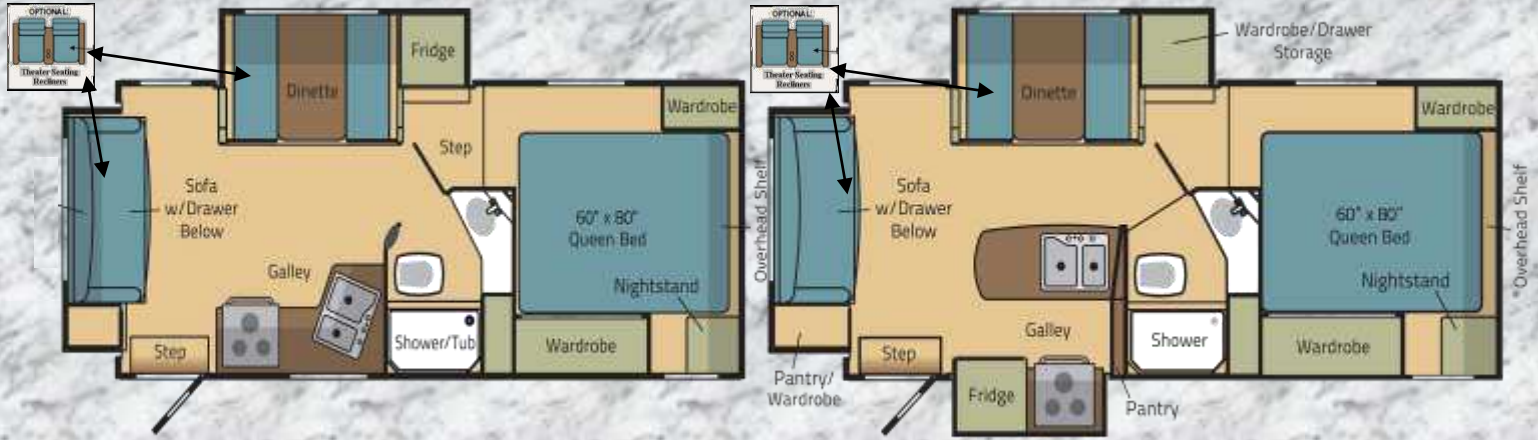 OPTIONAL:
Theater Seating
Recliners
Dinette
Fridge
Wardrobe
Step
Sofa
w/Drawer
Below
60" x 80"
Queen Bed
Overhead Shelf
Galley
Nightstand
Step
Shower/Tub
Wardrobe
OPTIONAL:
Theater Seating
Recliners
Dinette
Wardrobe/Drawer
Storage
Wardrobe
Sofa
w/Drawer
Below
60" x 80"
Queen Bed
*Overhead Shelf
Nightstand
Galley
Step
Shower
Wardrobe
Pantry/
Wardrobe
Fridge
Pantry